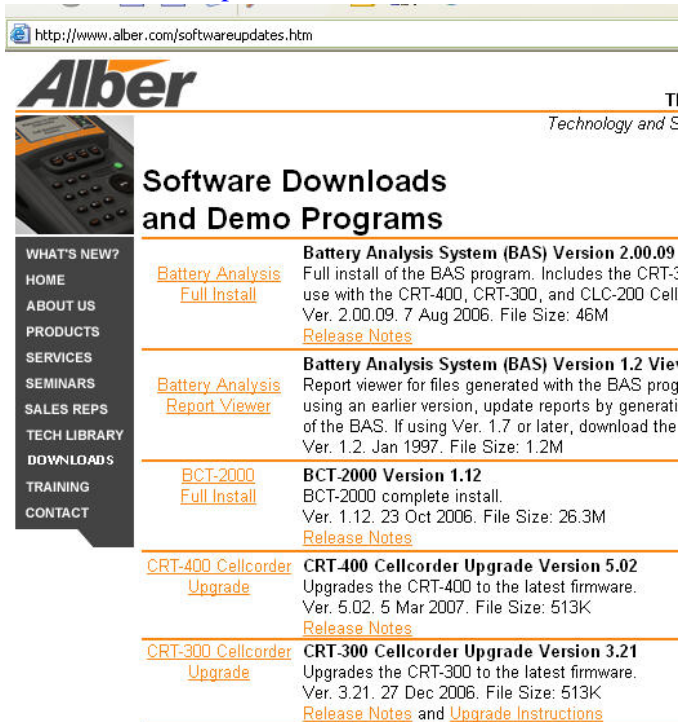 http://www.alber.com/softwareupdates.htm
Alber
Technology and S
Software Downloads
and Demo Programs
WHAT'S NEW?
HOME
ABOUT US
PRODUCTS
SERVICES
SEMINARS
SALES REPS
TECH LIBRARY
DOWNLOADS
TRAINING
CONTACT
Battery Analysis
Full Install
Battery Analysis System (BAS) Version 2.00.09
Full install of the BAS program. Includes the CRT-3
use with the CRT-400, CRT-300, and CLC-200 Cell
Ver. 2.00.09. 7 Aug 2006. File Size: 46M
Release Notes
Battery Analysis
Report Viewer
Battery Analysis System (BAS) Version 1.2 Vie
Report viewer for files generated with the BAS prog
using an earlier version, update reports by generati
of the BAS. If using Ver. 1.7 or later, download the
Ver. 1.2. Jan 1997. File Size: 1.2M
BCT-2000
Full Install
BCT-2000 Version 1.12
BCT-2000 complete install.
Ver. 1.12. 23 Oct 2006. File Size: 26.3M
Release Notes
CRT-400 Cellcorder
Upgrade
CRT-400 Cellcorder Upgrade Version 5.02
Upgrades the CRT-400 to the latest firmware.
Ver. 5.02. 5 Mar 2007. File Size: 513K
Release Notes
CRT-300 Cellcorder
Upgrade
CRT-300 Cellcorder Upgrade Version 3.21
Upgrades the CRT-300 to the latest firmware.
Ver. 3.21. 27 Dec 2006. File Size: 513K
Release Notes and Upgrade Instructions